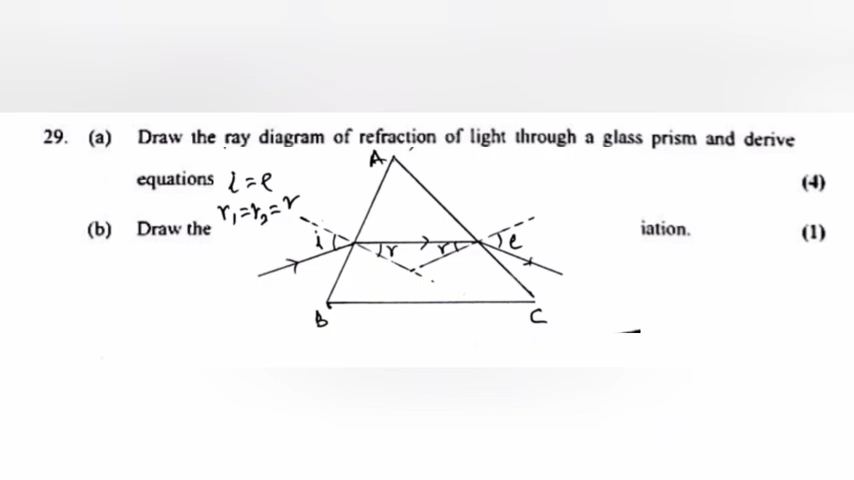 29. (a) Draw the ray diagram of refraction of light through a glass prism and derive
A
equations i = e (4)
r₁=r₂=r
(b) Draw the iation. (1)
i r r e
B C